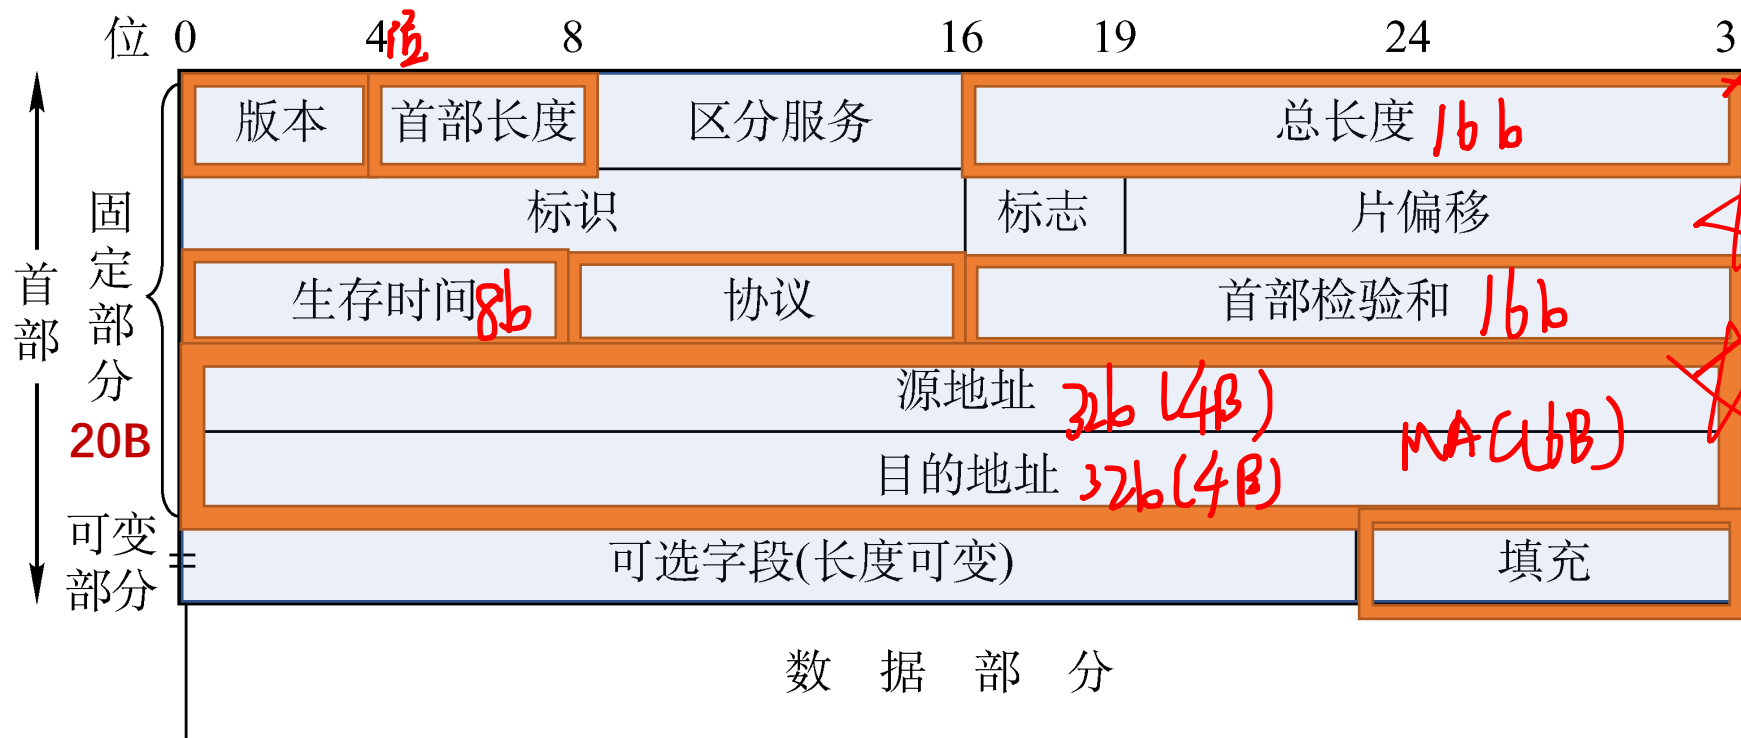 位 0 4位 8 16 19 24 3
版本 首部长度 区分服务 总长度 16b
标识 标志 片偏移
生存时间 8b 协议 首部检验和 16b
源地址 32b (4B)
MAC(6B)
目的地址 32b(4B)
可选字段(长度可变) 填充
数据部分
首部
固定部分
20B
可变
部分